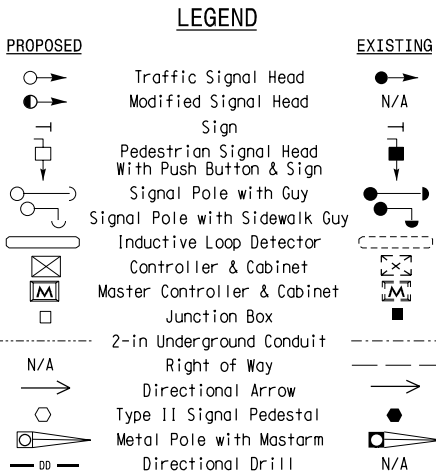 LEGEND
PROPOSED EXISTING
Traffic Signal Head
Modified Signal Head N/A
Sign
Pedestrian Signal Head
With Push Button & Sign
Signal Pole with Guy
Signal Pole with Sidewalk Guy
Inductive Loop Detector
Controller & Cabinet
M Master Controller & Cabinet M
Junction Box
2-in Underground Conduit
N/A Right of Way
Directional Arrow
Type II Signal Pedestal
Metal Pole with Mastarm
DD Directional Drill N/A